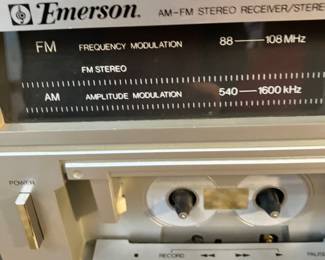 Emerson. AM-FM STEREO RECEIVER/STERE
FM FREQUENCY MODULATION 88 — 108 MHz
FM STEREO
AM AMPLITUDE MODULATION 540 — 1600 kHz
POWER
RECORD ◄◄ ►► ► PAUS